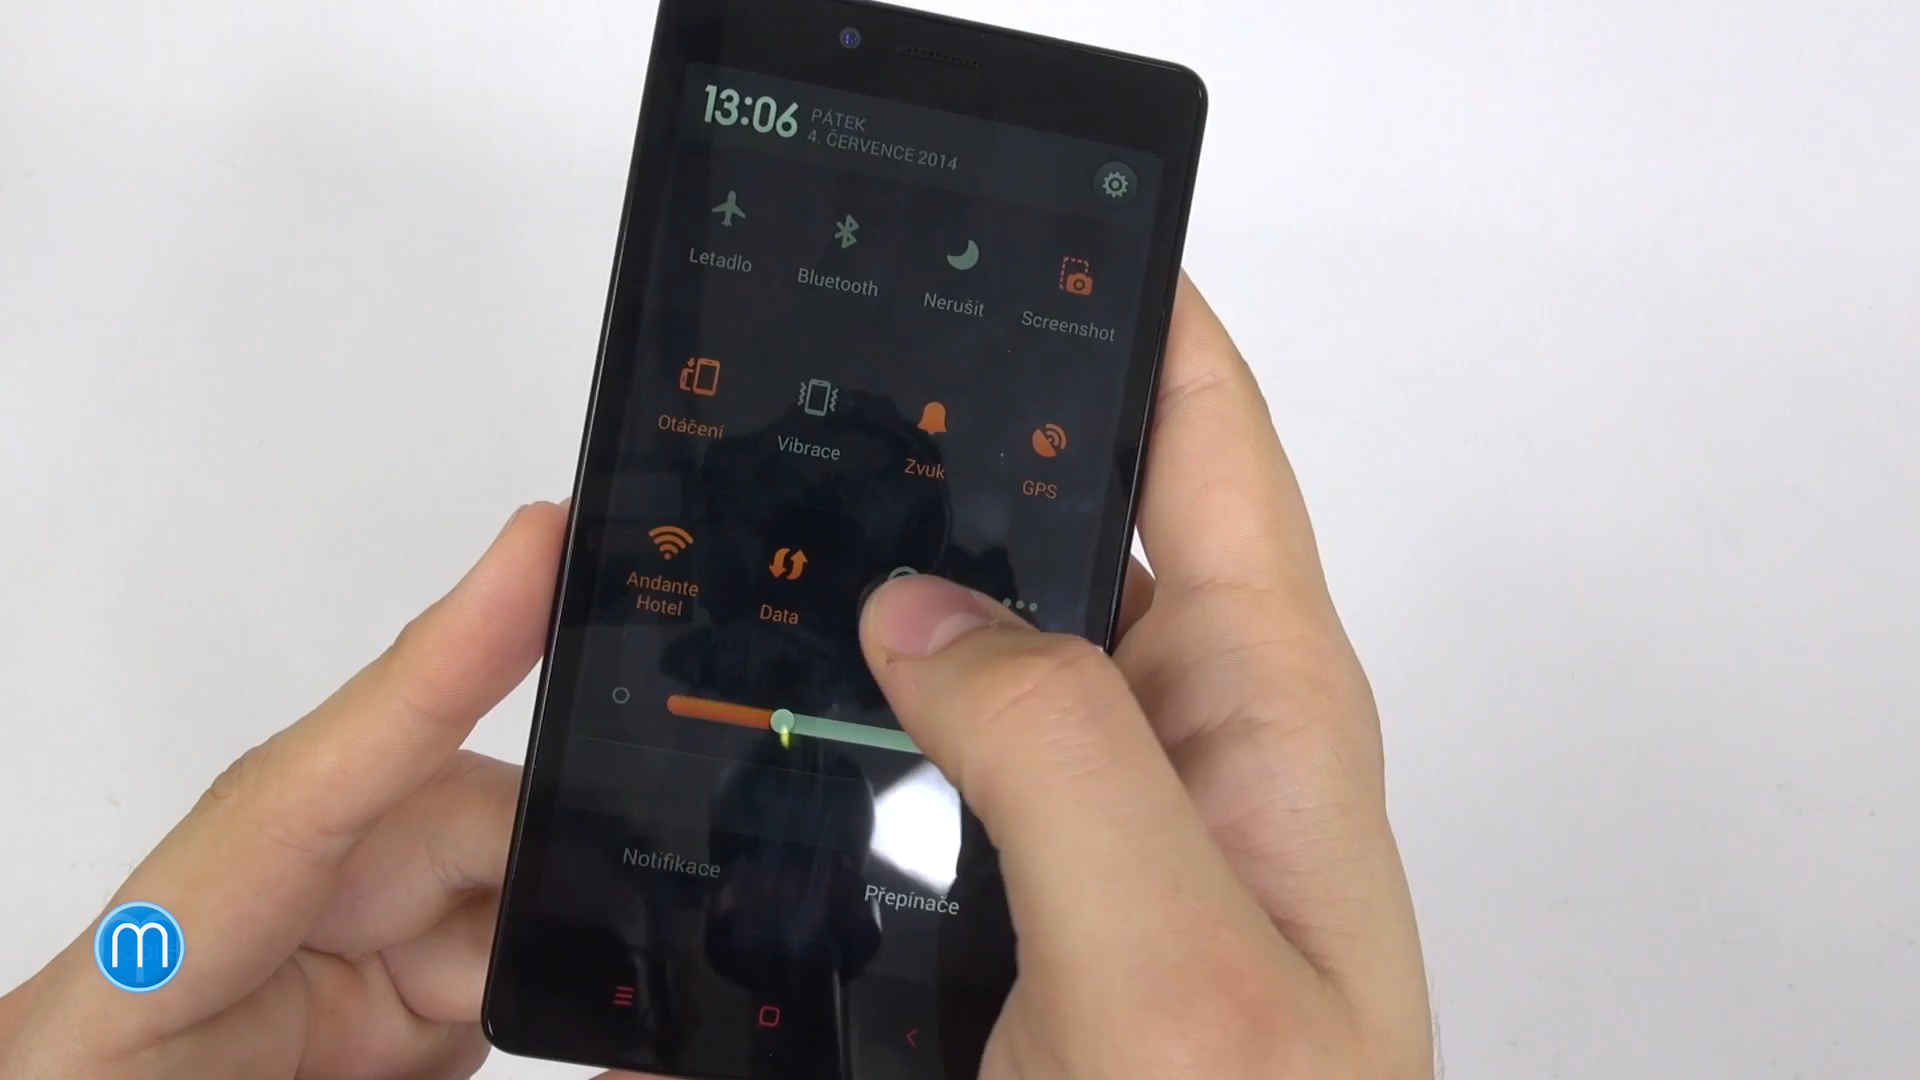 13:06
PÁTEK
4. ČERVENCE 2014
Letadlo
Bluetooth
Nerušit
Screenshot
Otáčení
Vibrace
Zvuk
GPS
Andante
Hotel
Data
Notifikace
Přepínače
m